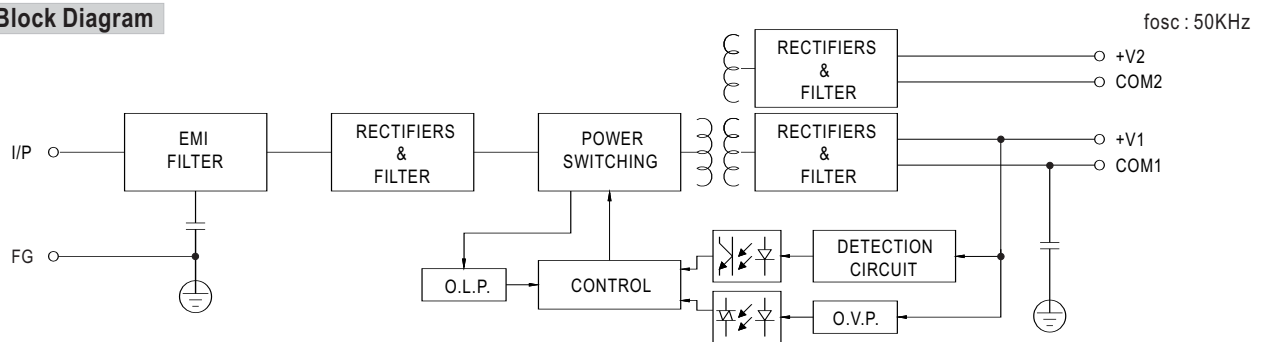 Block Diagram
fosc : 50KHz
RECTIFIERS
&
FILTER
+V2
COM2
I/P
EMI
FILTER
RECTIFIERS
&
FILTER
POWER
SWITCHING
RECTIFIERS
&
FILTER
+V1
COM1
FG
O.L.P.
CONTROL
DETECTION
CIRCUIT
O.V.P.